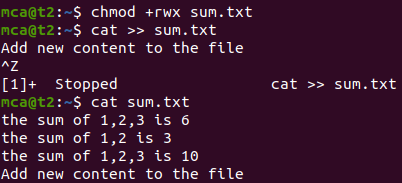 mca@t2:~$ chmod +rwx sum.txt
mca@t2:~$ cat >> sum.txt
Add new content to the file
^Z
[1]+  Stopped                 cat >> sum.txt
mca@t2:~$ cat sum.txt
the sum of 1,2,3 is 6
the sum of 1,2 is 3
the sum of 1,2,3 is 10
Add new content to the file